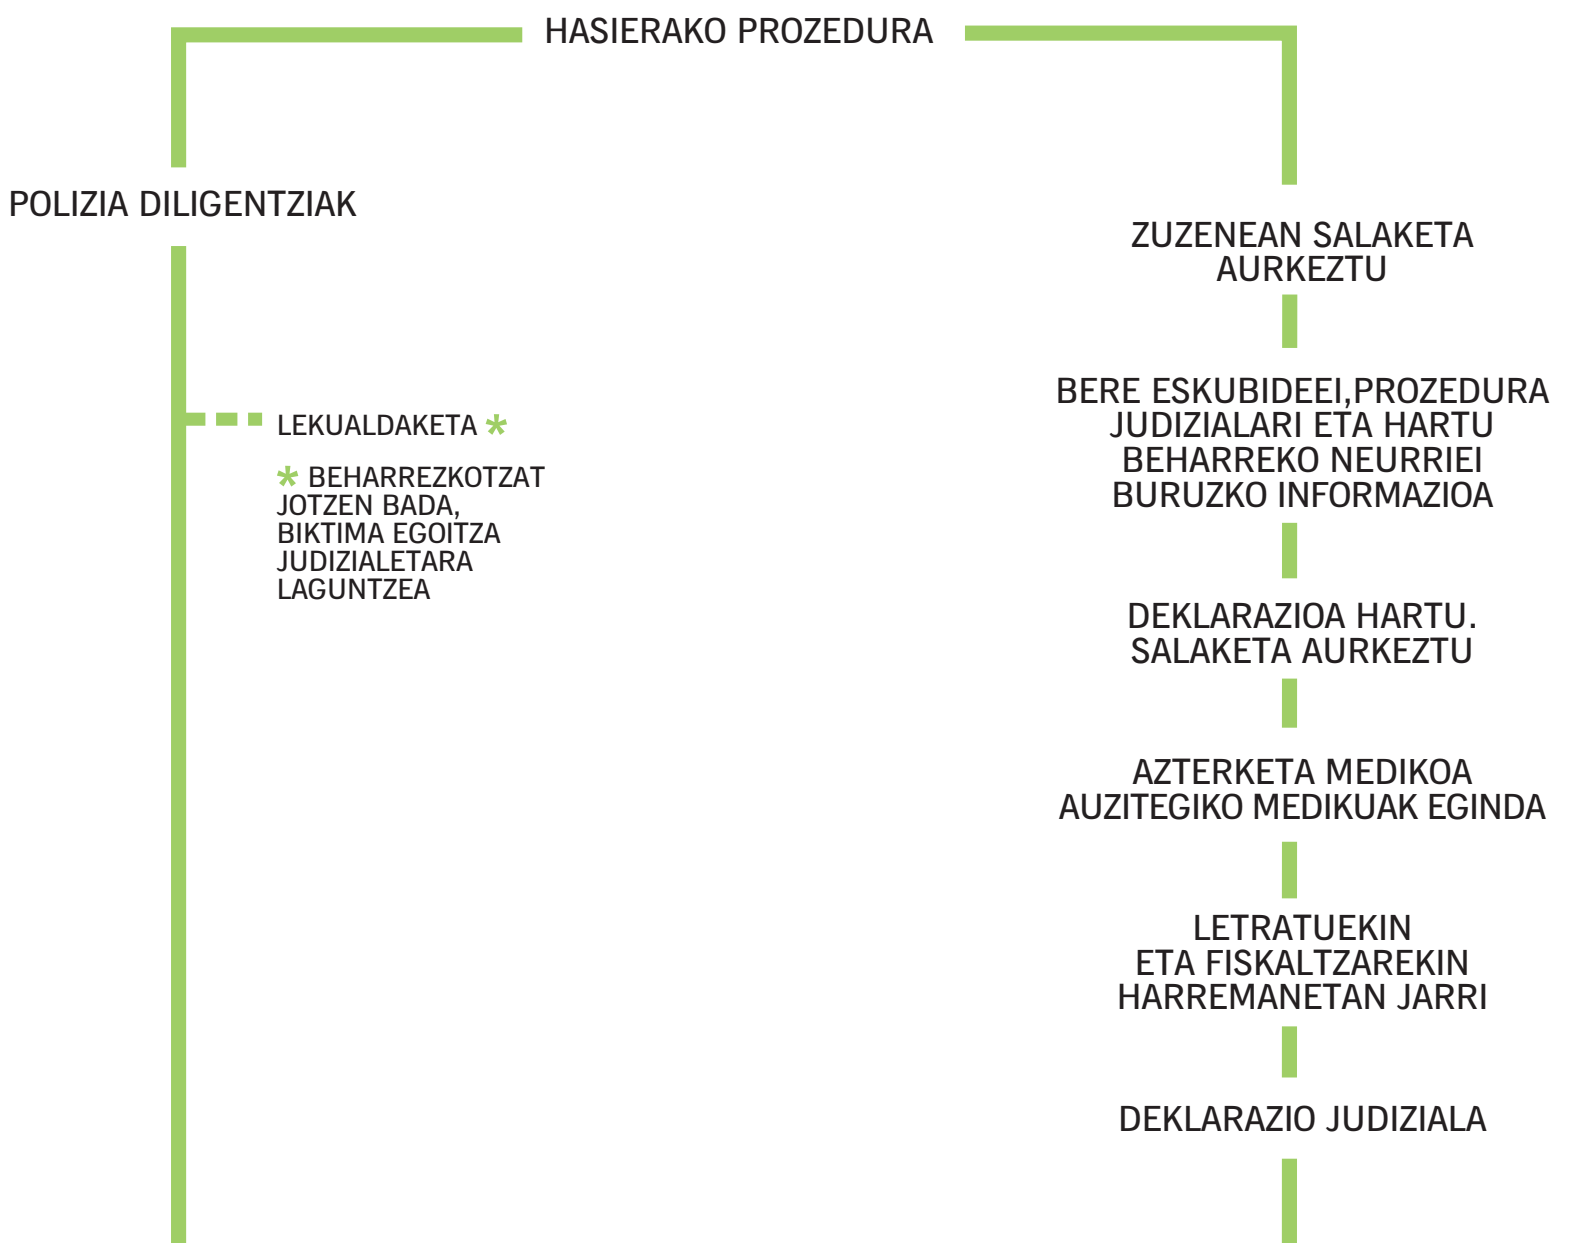 HASIERAKO PROZEDURA
POLIZIA DILIGENTZIAK
LEKUALDAKETA *
* BEHARREZKOTZAT
JOTZEN BADA,
BIKTIMA EGOITZA
JUDIZIALETARA
LAGUNTZEA
ZUZENEAN SALAKETA
AURKEZTU
BERE ESKUBIDEEI,PROZEDURA
JUDIZIALARI ETA HARTU
BEHARREKO NEURRIEI
BURUZKO INFORMAZIOA
DEKLARAZIOA HARTU.
SALAKETA AURKEZTU
AZTERKETA MEDIKOA
AUZITEGIKO MEDIKUAK EGINDA
LETRATUEKIN
ETA FISKALTZAREKIN
HARREMANETAN JARRI
DEKLARAZIO JUDIZIALA